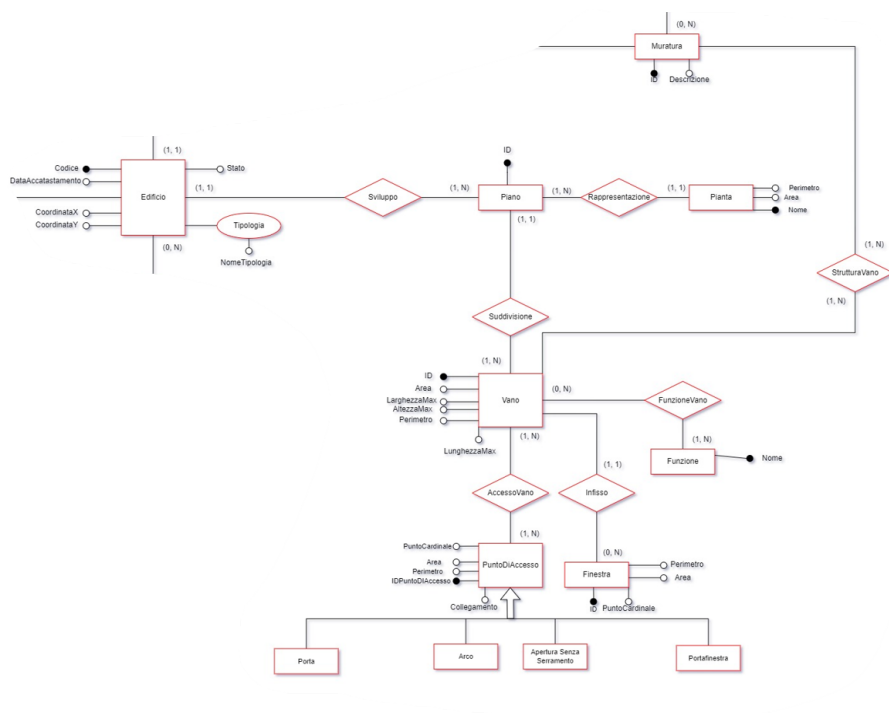 (0, N)
Muratura
ID
Descrizione
(1, 1)
Codice
DataAccatastamento
Stato
(1, 1)
Edificio
CoordinataX
CoordinataY
Tipologia
(0, N)
NomeTipologia
Sviluppo
ID
(1, N)
Piano
(1, N)
(1, 1)
Rappresentazione
(1, 1)
Pianta
Perimetro
Area
Nome
(1, N)
StrutturaVano
(1, N)
Suddivisione
(1, N)
ID
Area
LarghezzaMax
AltezzaMax
Perimetro
LunghezzaMax
Vano
(0, N)
(1, N)
FunzioneVano
(1, N)
Funzione
Nome
(1, 1)
AccessoVano
Infisso
(1, N)
(0, N)
PuntoCardinale
Area
Perimetro
IDPuntoDIAccesso
PuntoDiAccesso
Collegamento
Finestra
Perimetro
Area
ID
PuntoCardinale
Porta
Arco
Apertura Senza
Serramento
Portafinestra